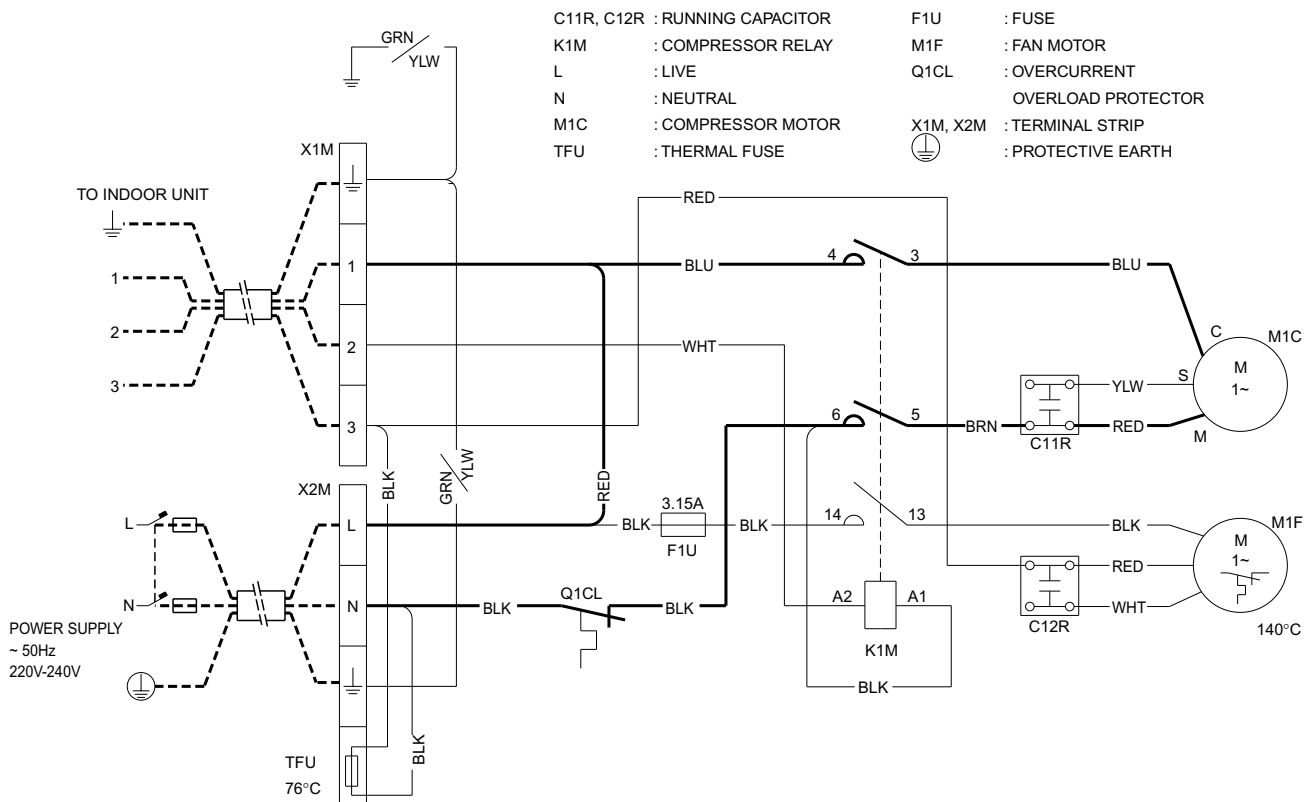 C11R, C12R : RUNNING CAPACITOR
K1M : COMPRESSOR RELAY
L : LIVE
N : NEUTRAL
M1C : COMPRESSOR MOTOR
TFU : THERMAL FUSE
F1U : FUSE
M1F : FAN MOTOR
Q1CL : OVERCURRENT
OVERLOAD PROTECTOR
X1M, X2M : TERMINAL STRIP
: PROTECTIVE EARTH
GRN
YLW
X1M
TO INDOOR UNIT
RED
1
1
BLU
4
3
BLU
2
2
WHT
C
M1C
M
1~
S
YLW
3
3
6
5
BRN
RED
M
C11R
BLK
GRN
YLW
RED
X2M
L
L
BLK
3.15A
F1U
BLK
14
13
BLK
M1F
M
1~
RED
N
N
BLK
Q1CL
BLK
A2
A1
K1M
WHT
C12R
140°C
POWER SUPPLY
~ 50Hz
220V-240V
BLK
BLK
TFU
76°C